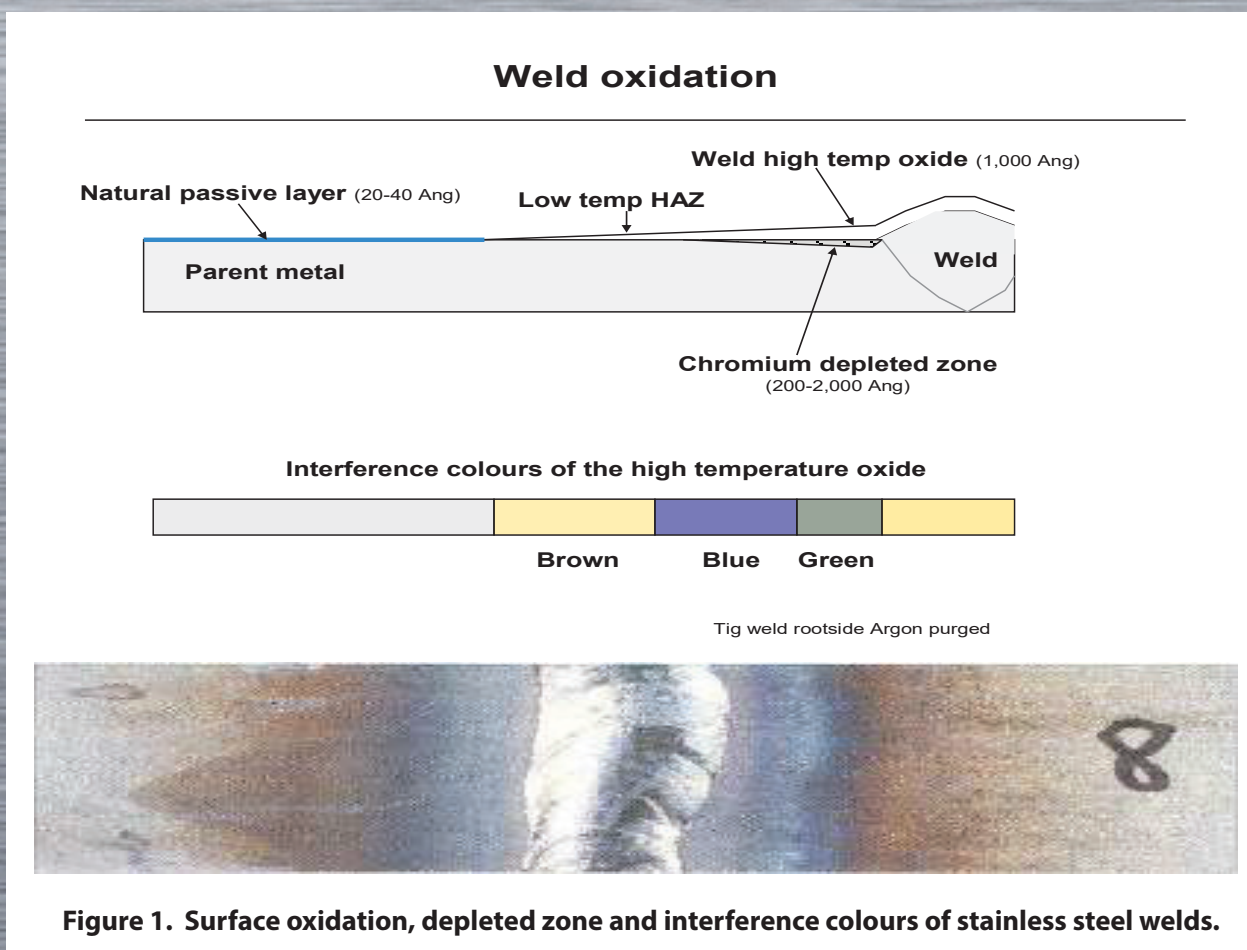 Weld oxidation
Weld high temp oxide (1,000 Ang)
Natural passive layer (20-40 Ang)
Low temp HAZ
Parent metal
Weld
Chromium depleted zone
(200-2,000 Ang)
Interference colours of the high temperature oxide
Brown
Blue
Green
Tig weld rootside Argon purged
8
Figure 1. Surface oxidation, depleted zone and interference colours of stainless steel welds.